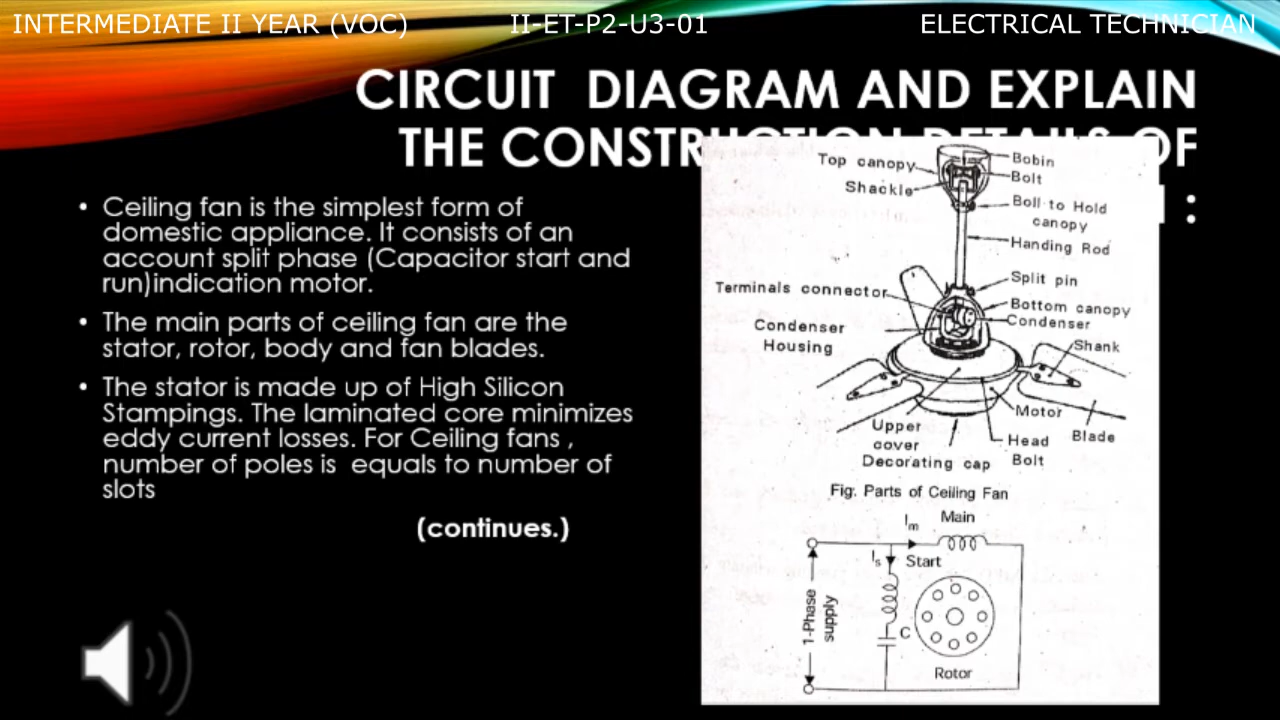 INTERMEDIATE II YEAR (VOC) II-ET-P2-U3-01 ELECTRICAL TECHNICIAN
CIRCUIT DIAGRAM AND EXPLAIN
THE CONSTRUCTION DETAILS OF
:
• Ceiling fan is the simplest form of
domestic appliance. It consists of an
account split phase (Capacitor start and
run)indication motor.
• The main parts of ceiling fan are the
stator, rotor, body and fan blades.
• The stator is made up of High Silicon
Stampings. The laminated core minimizes
eddy current losses. For Ceiling fans ,
number of poles is equals to number of
slots
(continues.)
Top canopy
Bobin
Bolt
Shackle
Boll to Hold
canopy
Handing Rod
Split pin
Terminals connector
Bottom canopy
Condenser
Condenser
Housing
Shank
Motor
Upper
cover
Head
Bolt
Blade
Decorating cap
Fig. Parts of Ceiling Fan
Im
Main
Is
Start
1-Phase
supply
C
Rotor